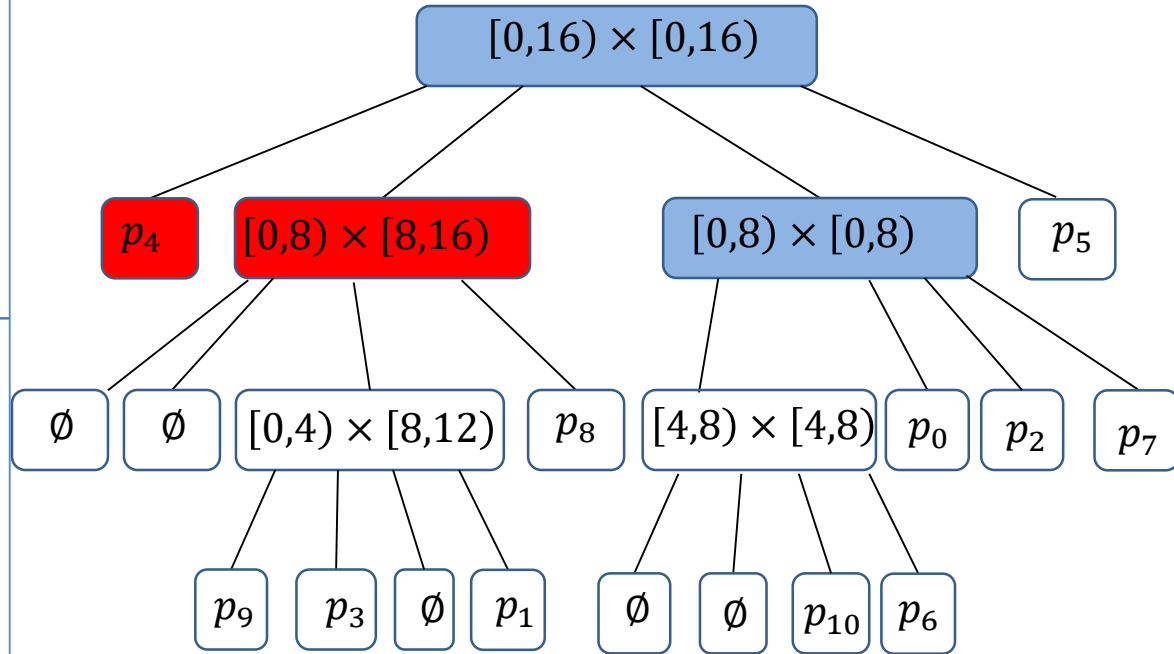 [0,16) × [0,16)
p₄ [0,8) × [8,16) [0,8) × [0,8) p₅
∅ ∅ [0,4) × [8,12) p₈ [4,8) × [4,8) p₀ p₂ p₇
p₉ p₃ ∅ p₁ ∅ ∅ p₁₀ p₆